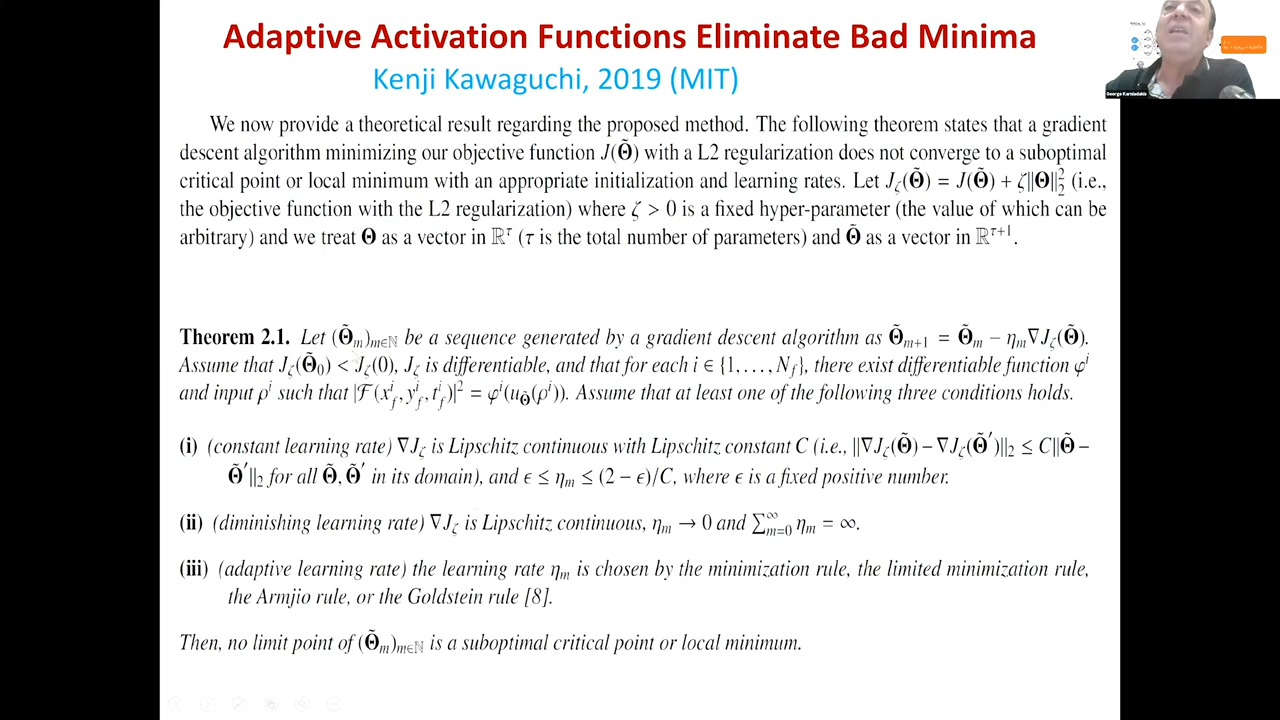 Adaptive Activation Functions Eliminate Bad Minima
Kenji Kawaguchi, 2019 (MIT)
George Karniadakis
We now provide a theoretical result regarding the proposed method. The following theorem states that a gradient
descent algorithm minimizing our objective function J(Θ̃) with a L2 regularization does not converge to a suboptimal
critical point or local minimum with an appropriate initialization and learning rates. Let J_ζ(Θ̃) = J(Θ̃) + ζ‖Θ‖₂² (i.e.,
the objective function with the L2 regularization) where ζ > 0 is a fixed hyper-parameter (the value of which can be
arbitrary) and we treat Θ as a vector in ℝ^τ (τ is the total number of parameters) and Θ̃ as a vector in ℝ^{τ+1}.
Theorem 2.1. Let (Θ̃_m)_{m∈ℕ} be a sequence generated by a gradient descent algorithm as Θ̃_{m+1} = Θ̃_m − η_m∇J_ζ(Θ̃).
Assume that J_ζ(Θ̃_0) < J_ζ(0), J_ζ is differentiable, and that for each i ∈ {1, . . . , N_f}, there exist differentiable function φ^i
and input ρ^i such that |ℱ(x_f^i, y_f^i, t_f^i)|² = φ^i(u_Θ̃(ρ^i)). Assume that at least one of the following three conditions holds.
(i) (constant learning rate) ∇J_ζ is Lipschitz continuous with Lipschitz constant C (i.e., ‖∇J_ζ(Θ̃) − ∇J_ζ(Θ̃′)‖₂ ≤ C‖Θ̃ −
Θ̃′‖₂ for all Θ̃, Θ̃′ in its domain), and ϵ ≤ η_m ≤ (2 − ϵ)/C, where ϵ is a fixed positive number.
(ii) (diminishing learning rate) ∇J_ζ is Lipschitz continuous, η_m → 0 and ∑_{m=0}^∞ η_m = ∞.
(iii) (adaptive learning rate) the learning rate η_m is chosen by the minimization rule, the limited minimization rule,
the Armjio rule, or the Goldstein rule [8].
Then, no limit point of (Θ̃_m)_{m∈ℕ} is a suboptimal critical point or local minimum.